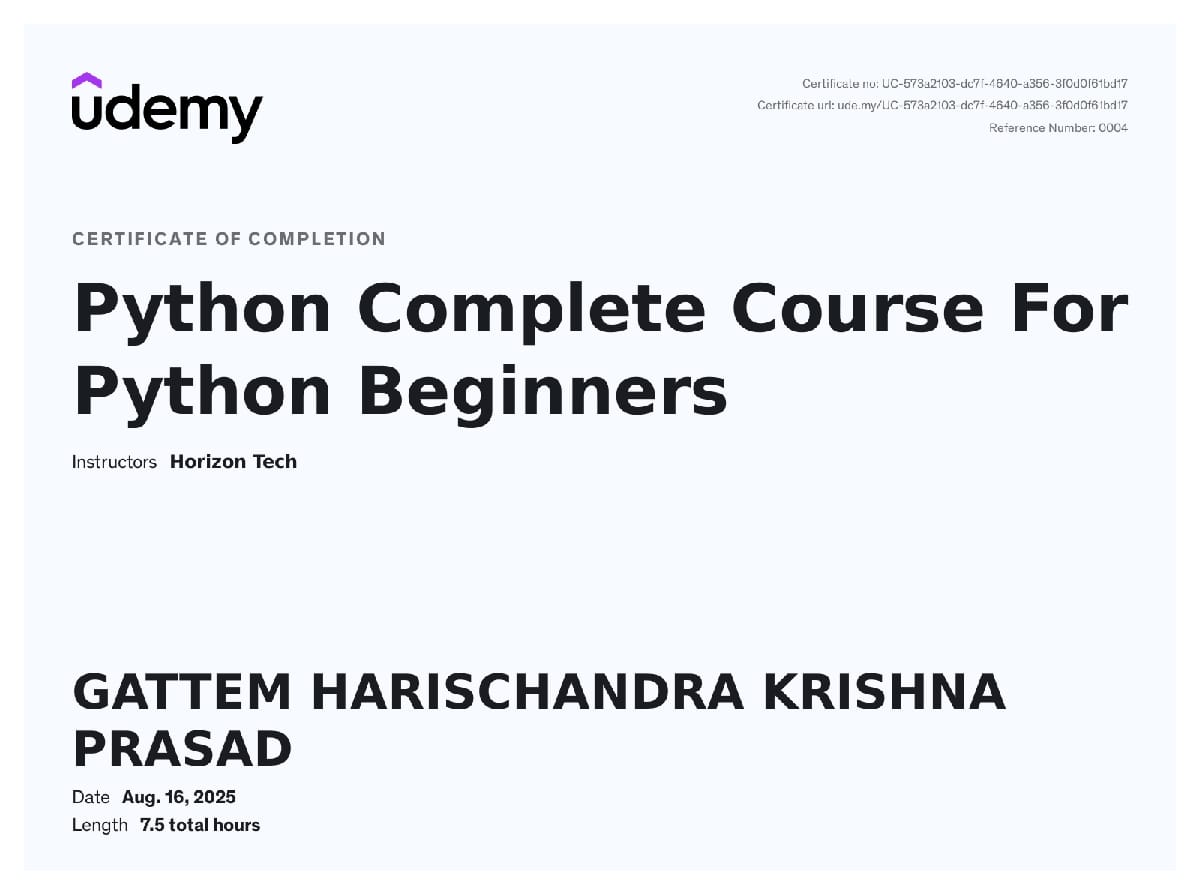 udemy
Certificate no: UC-573a2103-dc7f-4640-a356-3f0d0f61bd17
Certificate url: ude.my/UC-573a2103-dc7f-4640-a356-3f0d0f61bd17
Reference Number: 0004
CERTIFICATE OF COMPLETION
Python Complete Course For
Python Beginners
Instructors Horizon Tech
GATTEM HARISCHANDRA KRISHNA
PRASAD
Date Aug. 16, 2025
Length 7.5 total hours